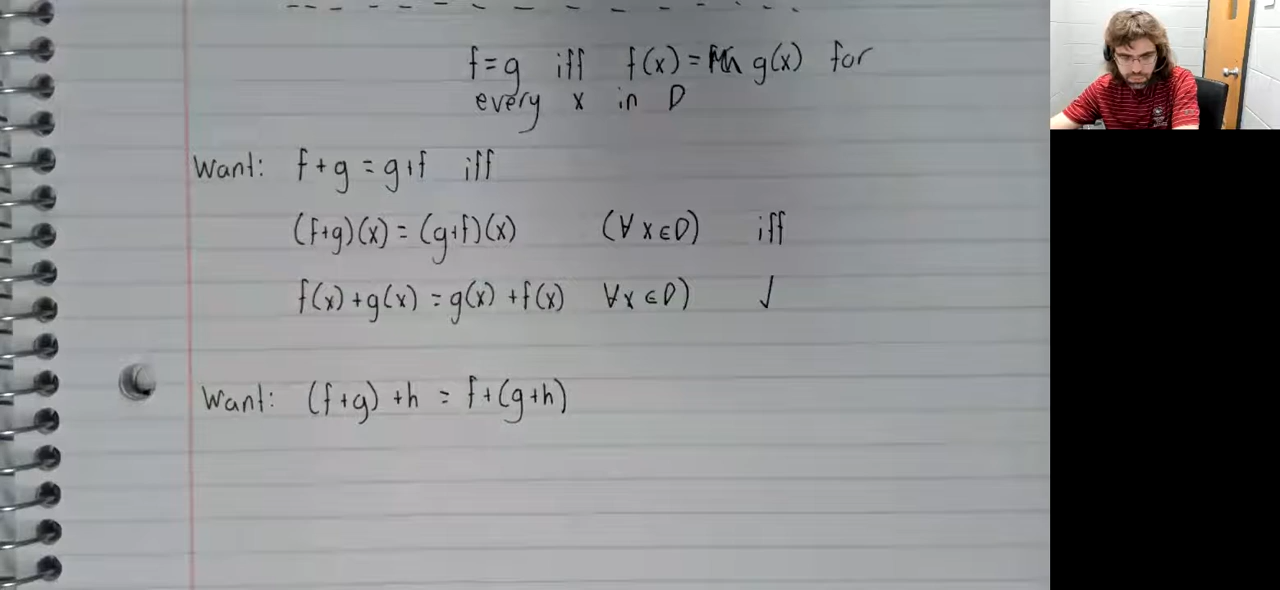 f=g iff f(x)= g(x) for
every x in D
Want: f+g = g+f iff
(f+g)(x) = (g+f)(x) (∀ x∈D) iff
f(x)+g(x) = g(x)+f(x) ∀x∈D) ✓
Want: (f+g)+h = f+(g+h)